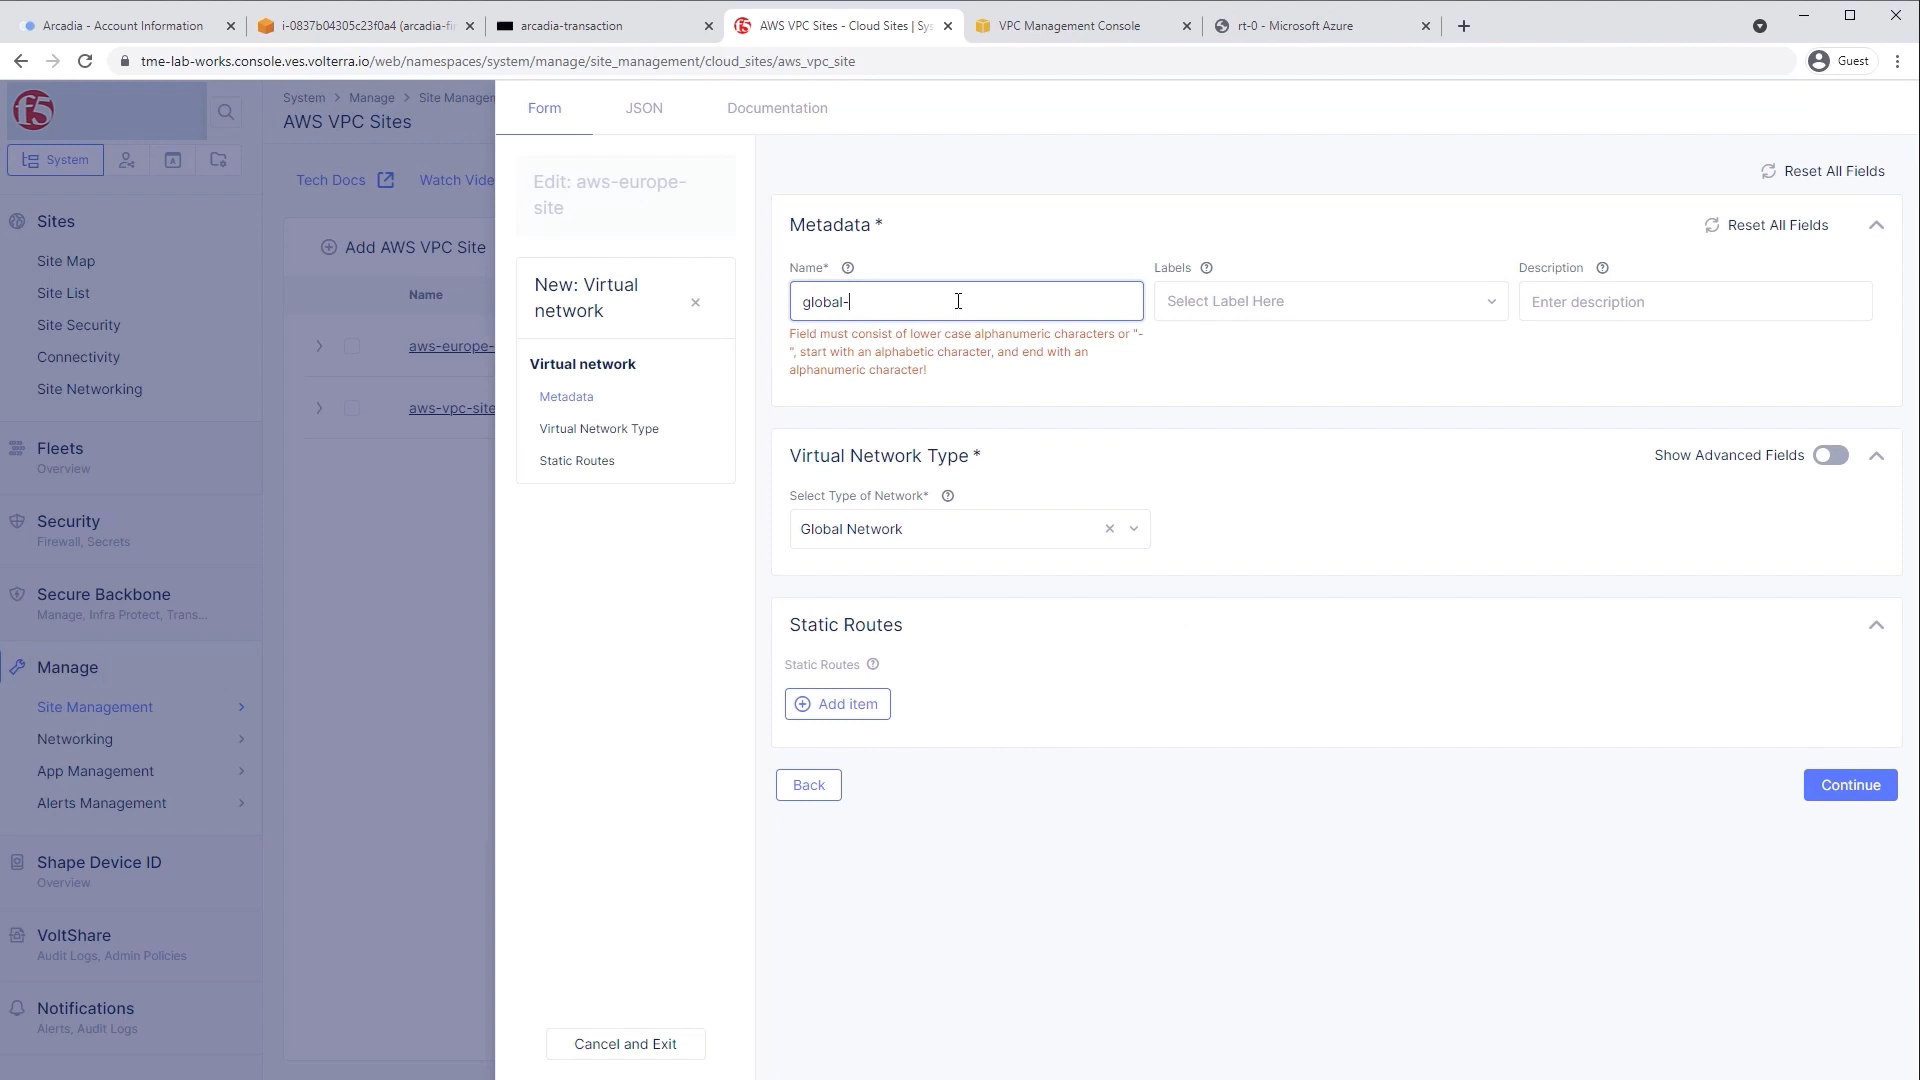 Arcadia - Account Information
i-0837b04305c23f0a4 (arcadia-fi
arcadia-transaction
AWS VPC Sites - Cloud Sites | Sys
VPC Management Console
rt-0 - Microsoft Azure
tme-lab-works.console.ves.volterra.io/web/namespaces/system/manage/site_management/cloud_sites/aws_vpc_site
Guest
f5
System > Manage > Site Managem
AWS VPC Sites
System
Tech Docs
Watch Vide
Add AWS VPC Site
Name
aws-europe-
aws-vpc-site
Sites
Site Map
Site List
Site Security
Connectivity
Site Networking
Fleets
Overview
Security
Firewall, Secrets
Secure Backbone
Manage, Infra Protect, Trans...
Manage
Site Management
Networking
App Management
Alerts Management
Shape Device ID
Overview
VoltShare
Audit Logs, Admin Policies
Notifications
Alerts, Audit Logs
Form
JSON
Documentation
Edit: aws-europe-
site
New: Virtual
network
Virtual network
Metadata
Virtual Network Type
Static Routes
Cancel and Exit
Reset All Fields
Metadata *
Reset All Fields
Name*
Labels
Description
global-
Select Label Here
Enter description
Field must consist of lower case alphanumeric characters or "-
", start with an alphabetic character, and end with an
alphanumeric character!
Virtual Network Type *
Show Advanced Fields
Select Type of Network*
Global Network
Static Routes
Static Routes
Add item
Back
Continue